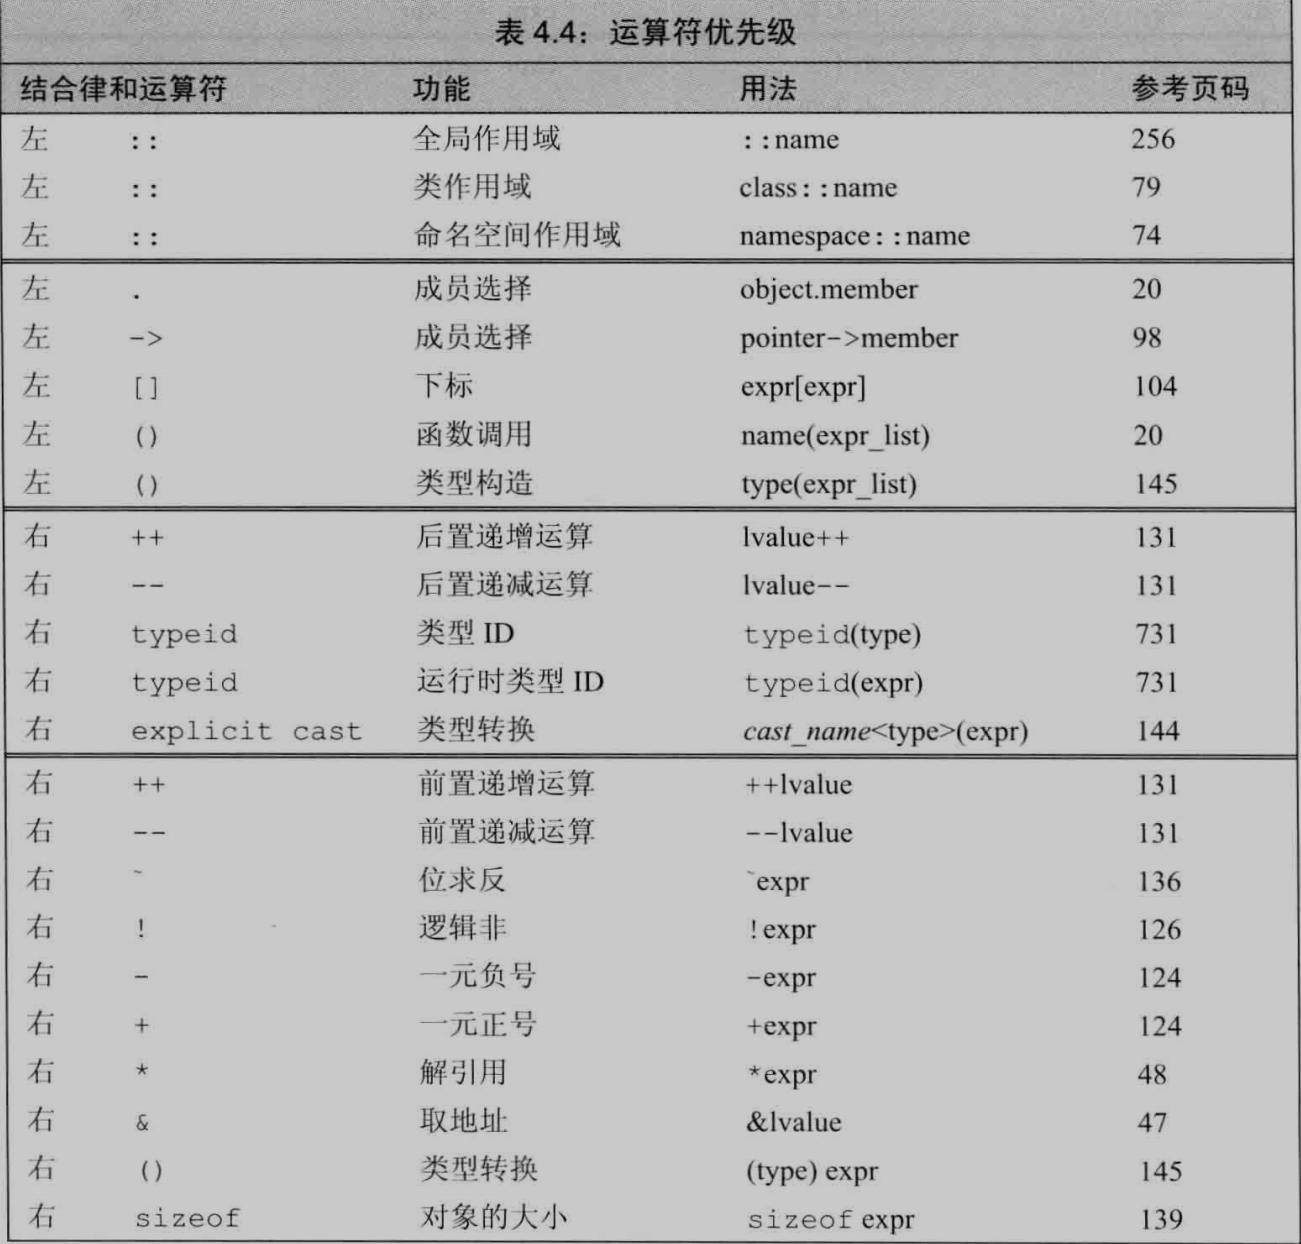 表 4.4：运算符优先级
结合律和运算符 功能 用法 参考页码
左 :: 全局作用域 ::name 256
左 :: 类作用域 class::name 79
左 :: 命名空间作用域 namespace::name 74
左 . 成员选择 object.member 20
左 -> 成员选择 pointer->member 98
左 [] 下标 expr[expr] 104
左 () 函数调用 name(expr_list) 20
左 () 类型构造 type(expr_list) 145
右 ++ 后置递增运算 lvalue++ 131
右 -- 后置递减运算 lvalue-- 131
右 typeid 类型 ID typeid(type) 731
右 typeid 运行时类型 ID typeid(expr) 731
右 explicit cast 类型转换 cast_name<type>(expr) 144
右 ++ 前置递增运算 ++lvalue 131
右 -- 前置递减运算 --lvalue 131
右 ~ 位求反 ~expr 136
右 ! 逻辑非 !expr 126
右 - 一元负号 -expr 124
右 + 一元正号 +expr 124
右 * 解引用 *expr 48
右 & 取地址 &lvalue 47
右 () 类型转换 (type) expr 145
右 sizeof 对象的大小 sizeof expr 139